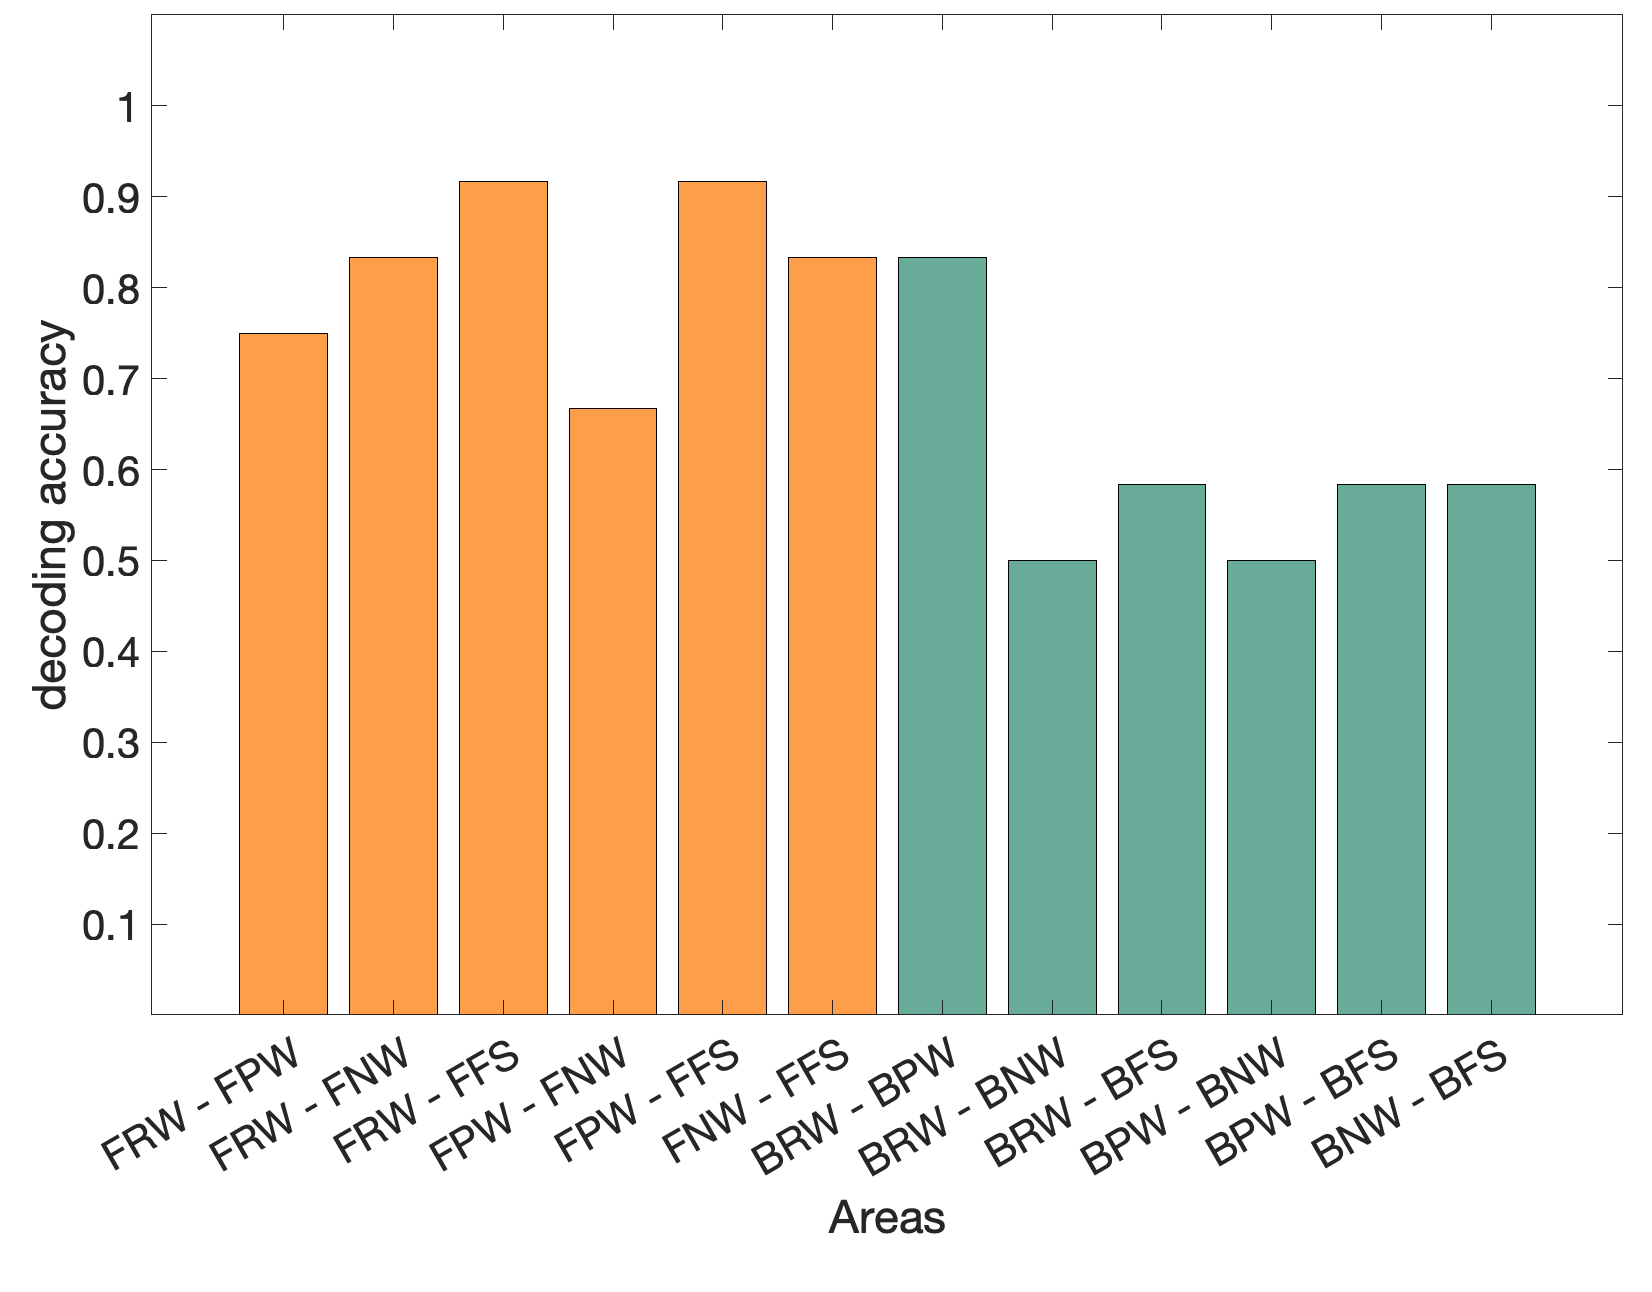 1
0.9
0.8
0.7
0.6
0.5
0.4
0.3
0.2
0.1
decoding accuracy
FRW - FPW
FRW - FNW
FRW - FFS
FPW - FNW
FPW - FFS
FNW - FFS
BRW - BPW
BRW - BNW
BRW - BFS
BPW - BNW
BPW - BFS
BNW - BFS
Areas